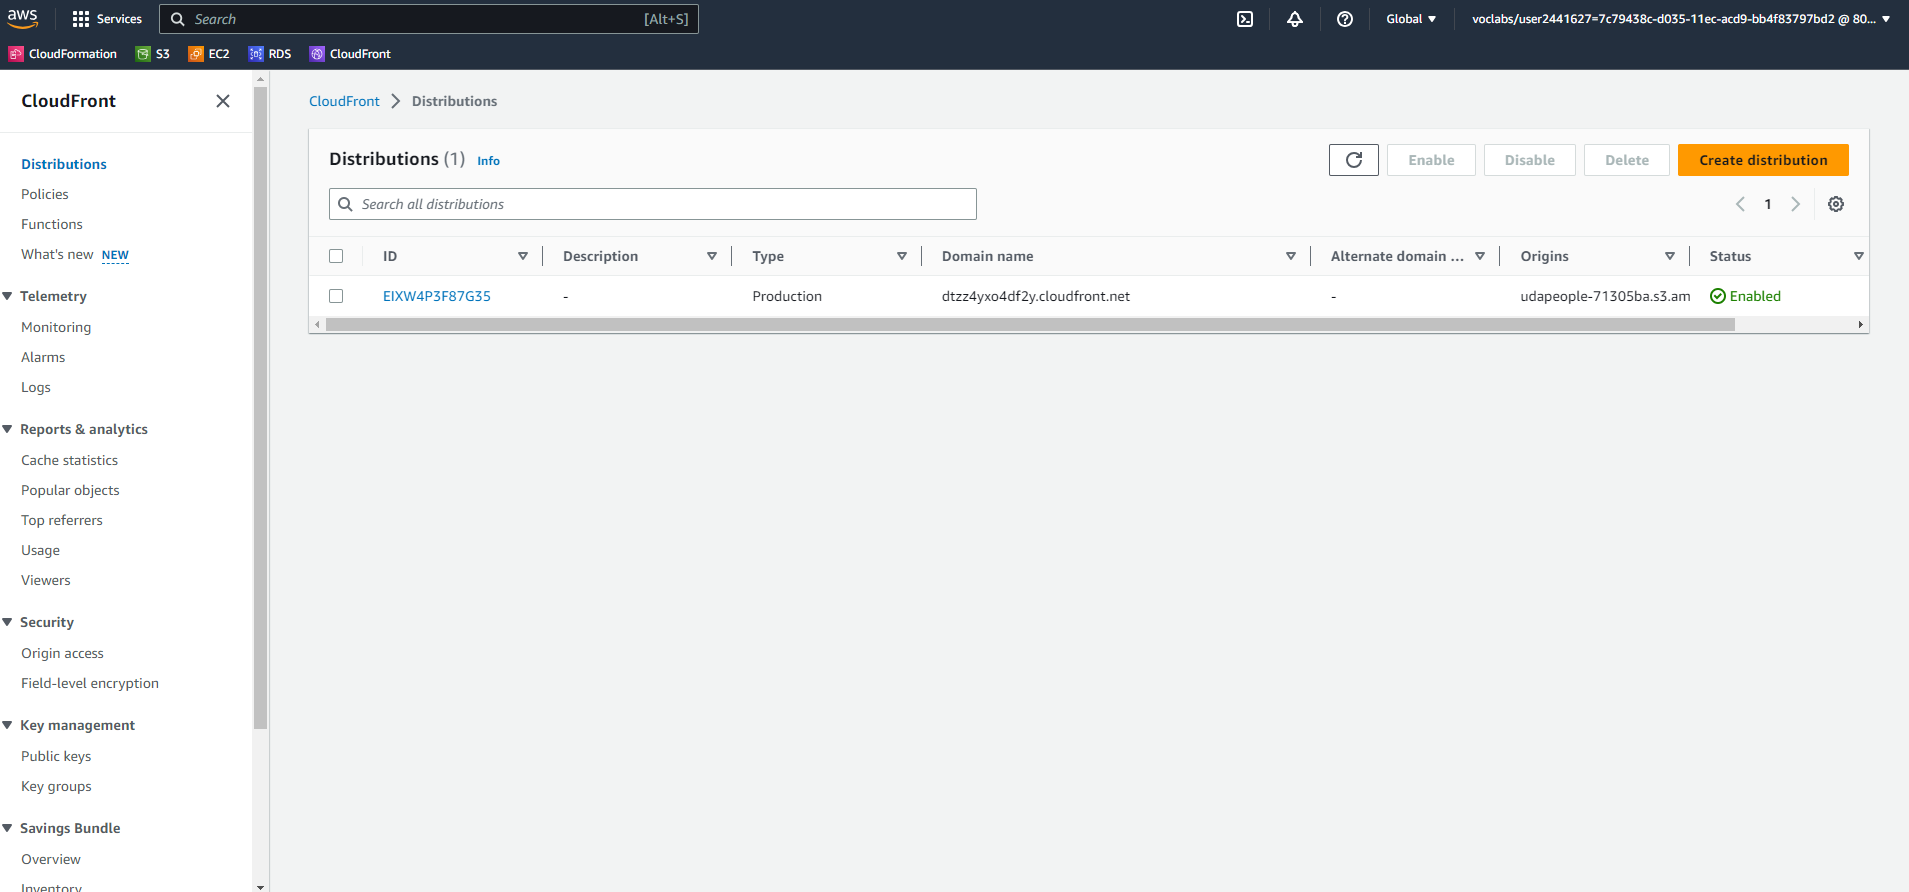 aws
Services
Search
[Alt+S]
Global
voclabs/user2441627=7c79438c-d035-11ec-acd9-bb4f83797bd2 @ 80...
CloudFormation
S3
EC2
RDS
CloudFront
CloudFront
Distributions
Policies
Functions
What's new NEW
Telemetry
Monitoring
Alarms
Logs
Reports & analytics
Cache statistics
Popular objects
Top referrers
Usage
Viewers
Security
Origin access
Field-level encryption
Key management
Public keys
Key groups
Savings Bundle
Overview
Inventory
CloudFront > Distributions
Distributions (1) Info
Enable
Disable
Delete
Create distribution
Search all distributions
1
ID
Description
Type
Domain name
Alternate domain ...
Origins
Status
EIXW4P3F87G35
-
Production
dtzz4yxo4df2y.cloudfront.net
-
udapeople-71305ba.s3.am
Enabled